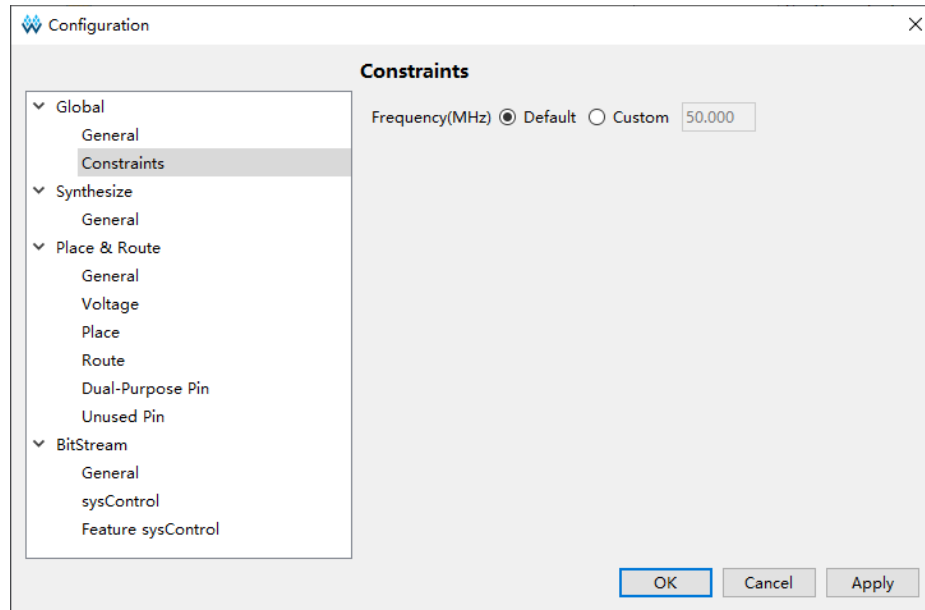 Configuration
Constraints
Frequency(MHz) Default Custom 50.000
Global
General
Constraints
Synthesize
General
Place & Route
General
Voltage
Place
Route
Dual-Purpose Pin
Unused Pin
BitStream
General
sysControl
Feature sysControl
OK Cancel Apply